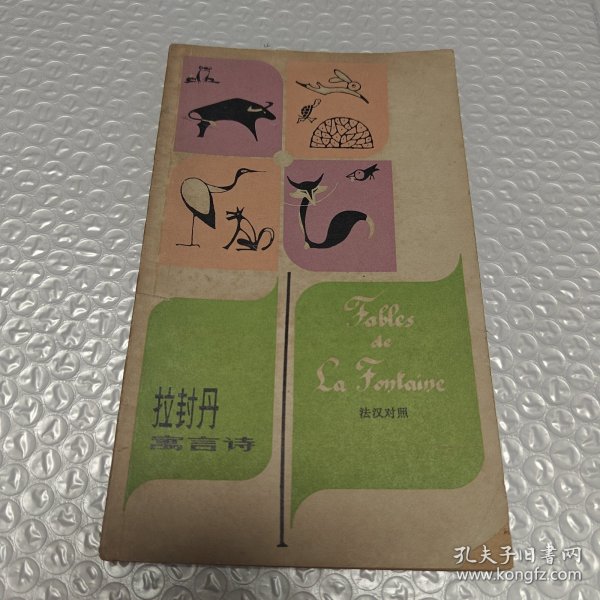 Fables
de
La Fontaine
法汉对照
拉封丹
寓言诗
孔夫子旧书网
www.kongfz.com